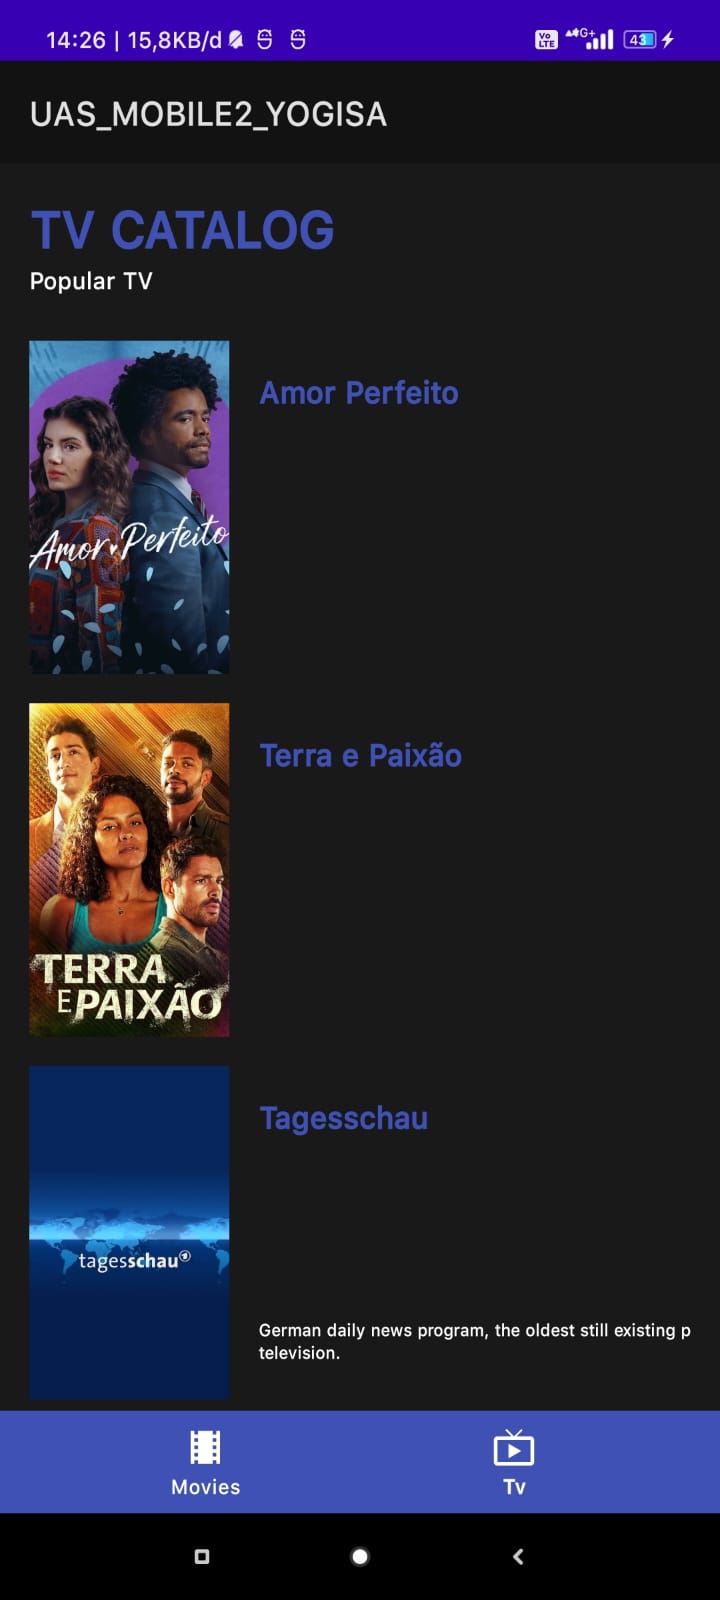 14:26 | 15,8KB/d
Vo LTE
G+
43
UAS_MOBILE2_YOGISA
TV CATALOG
Popular TV
Amor Perfeito
Amor Perfeito
Terra e Paixão
TERRA
E PAIXÃO
Tagesschau
tagesschau
German daily news program, the oldest still existing p
television.
Movies
Tv